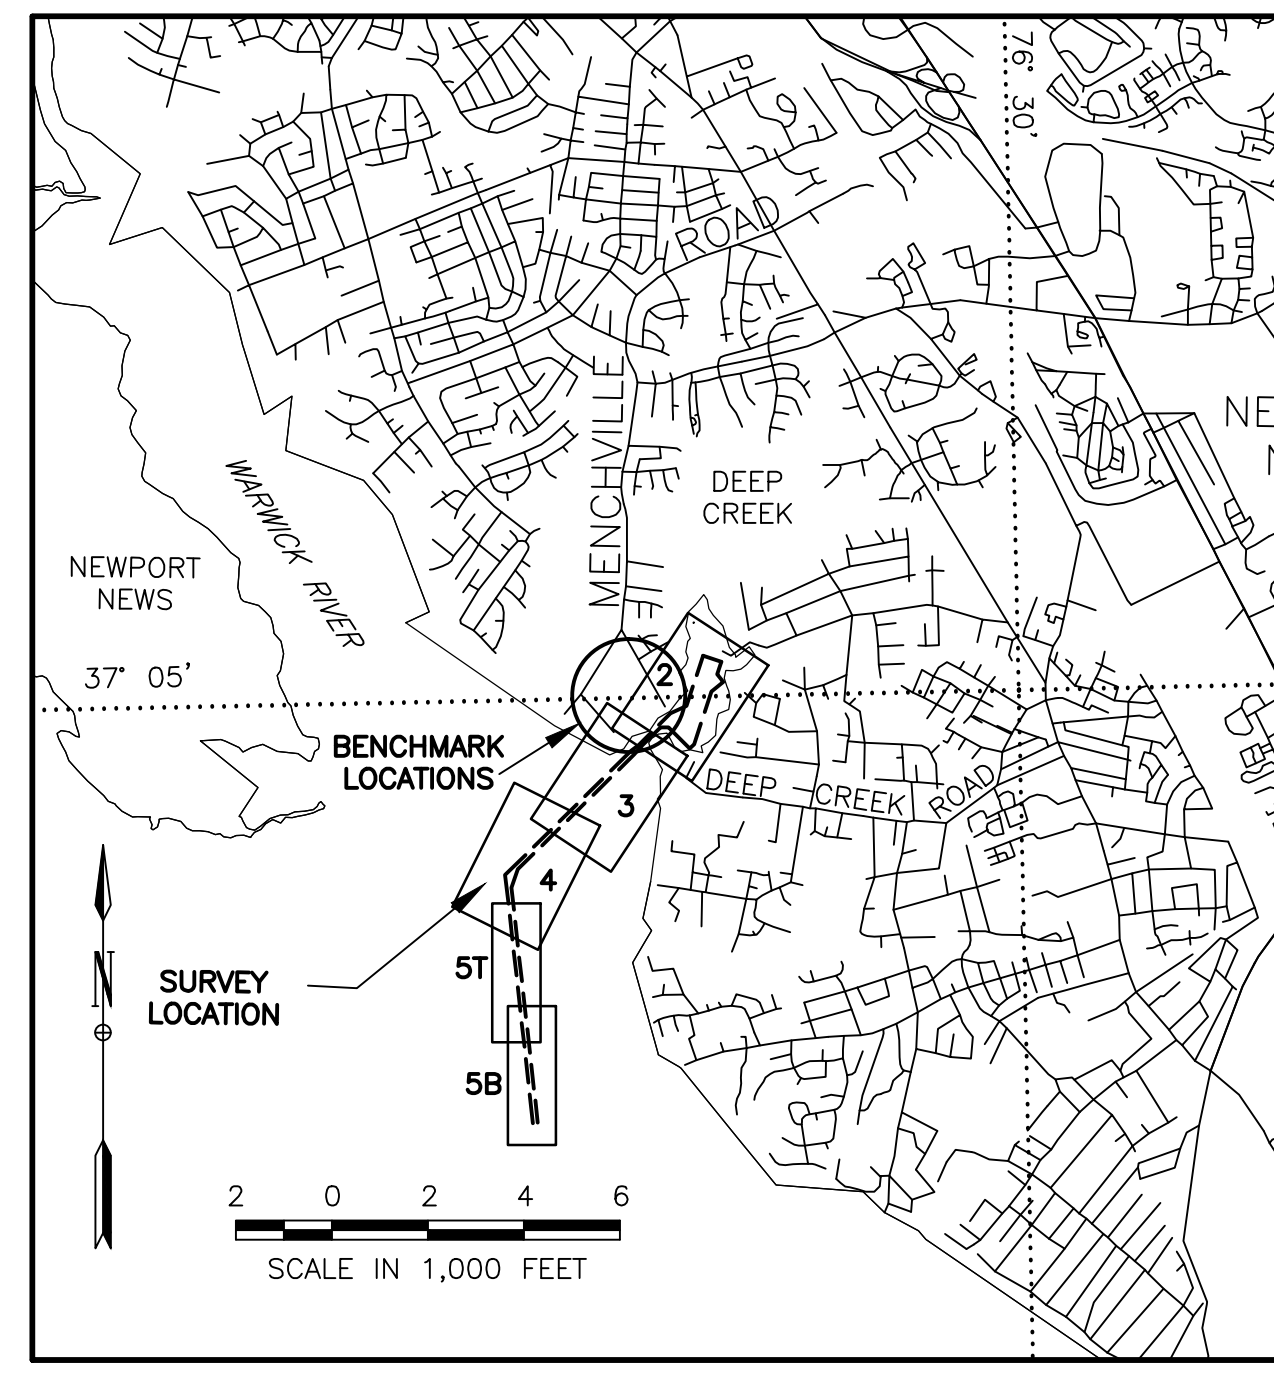 76° 30'
ROAD
MENCHVILLE
NE
DEEP
CREEK
WARWICK RIVER
NEWPORT
NEWS
37° 05'
2
BENCHMARK
LOCATIONS
DEEP CREEK ROAD
3
4
5T
SURVEY
LOCATION
N
5B
2 0 2 4 6
SCALE IN 1,000 FEET